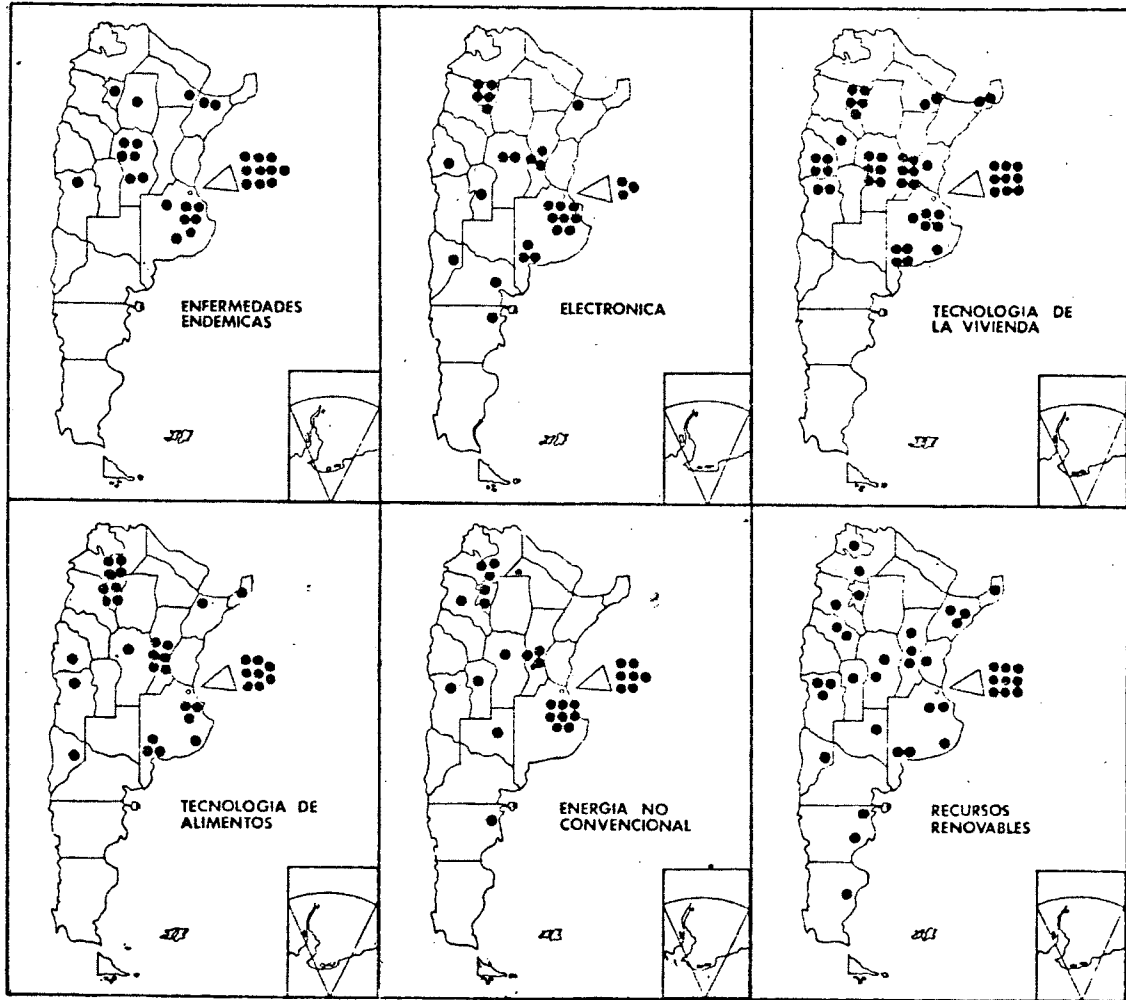 ENFERMEDADES
ENDEMICAS
ELECTRONICA
TECNOLOGIA DE
LA VIVIENDA
TECNOLOGIA DE
ALIMENTOS
ENERGIA NO
CONVENCIONAL
RECURSOS
RENOVABLES